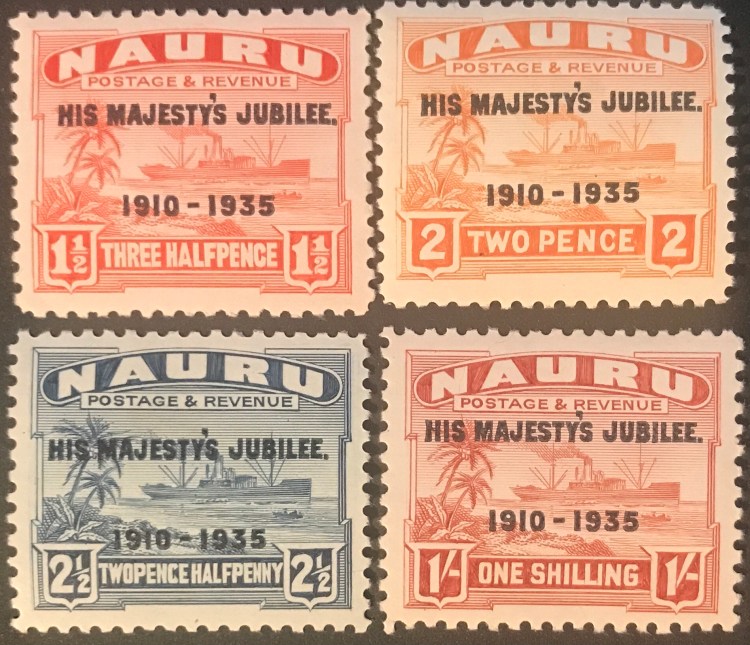 NAURU
POSTAGE & REVENUE
HIS MAJESTY'S JUBILEE.
1910 - 1935
1½ THREE HALFPENCE 1½
NAURU
POSTAGE & REVENUE
HIS MAJESTY'S JUBILEE.
1910 - 1935
2 TWO PENCE 2
NAURU
POSTAGE & REVENUE
HIS MAJESTY'S JUBILEE.
1910 - 1935
2½ TWOPENCE HALFPENNY 2½
NAURU
POSTAGE & REVENUE
HIS MAJESTY'S JUBILEE.
1910 - 1935
1/- ONE SHILLING 1/-